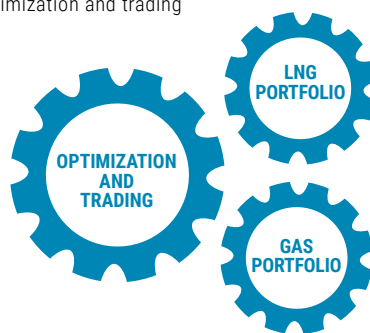 imization and trading
LNG
PORTFOLIO
OPTIMIZATION
AND
TRADING
GAS
PORTFOLIO